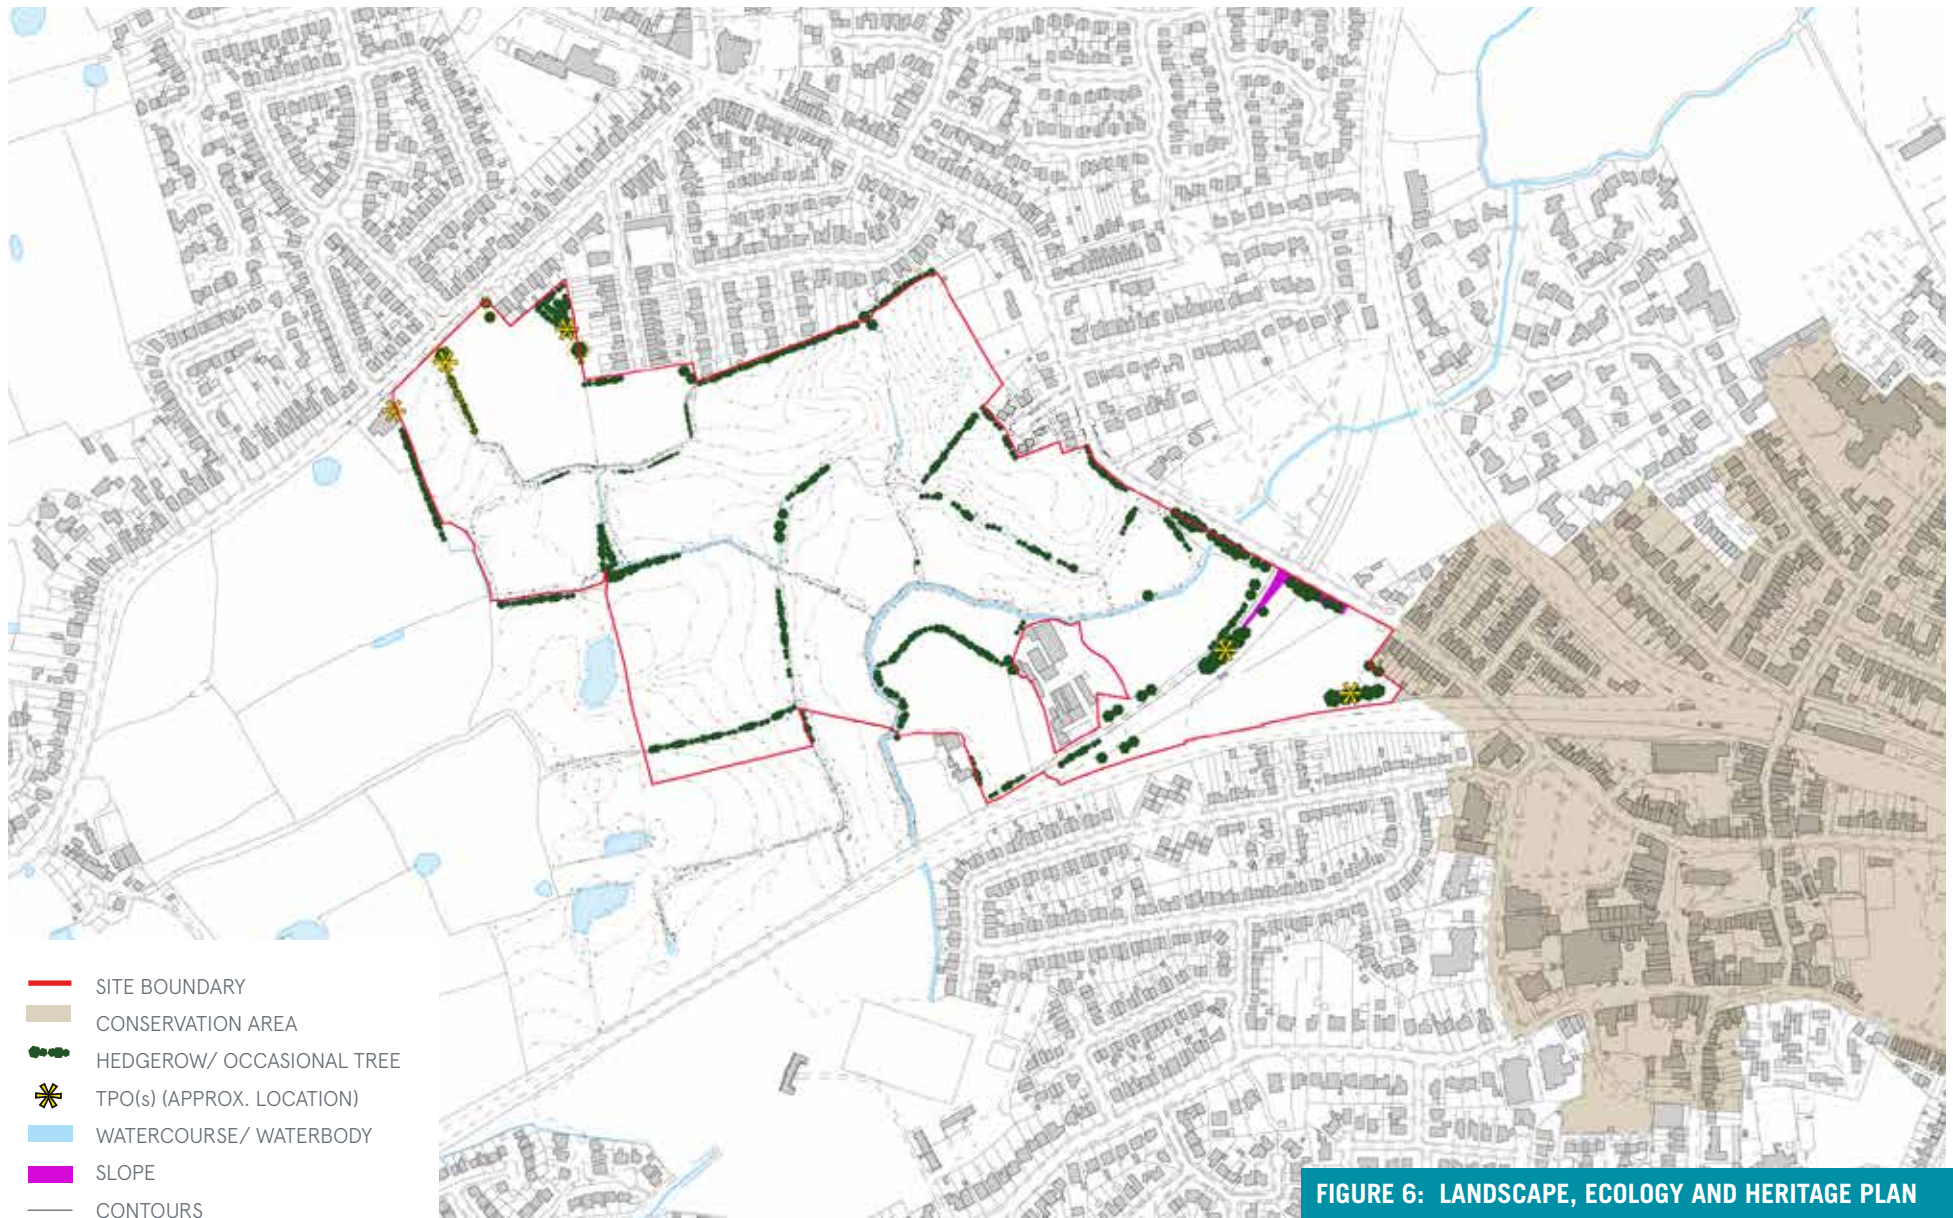 SITE BOUNDARY
CONSERVATION AREA
HEDGEROW/ OCCASIONAL TREE
TPO(s) (APPROX. LOCATION)
WATERCOURSE/ WATERBODY
SLOPE
CONTOURS
FIGURE 6: LANDSCAPE, ECOLOGY AND HERITAGE PLAN